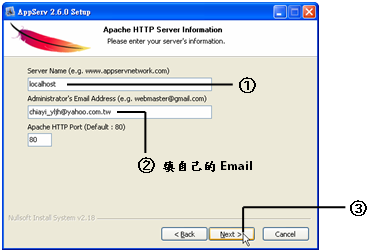 AppServ 2.6.0 Setup
Apache HTTP Server Information
Please enter your server's information.
Server Name (e.g. www.appservnetwork.com)
localhost
①
Administrator's Email Address (e.g. webmaster@gmail.com)
chiayi_yljh@yahoo.com.tw
Apache HTTP Port (Default : 80)
80
② 填自己的 Email
③
Nullsoft Install System v2.18
< Back
Next >
Cancel